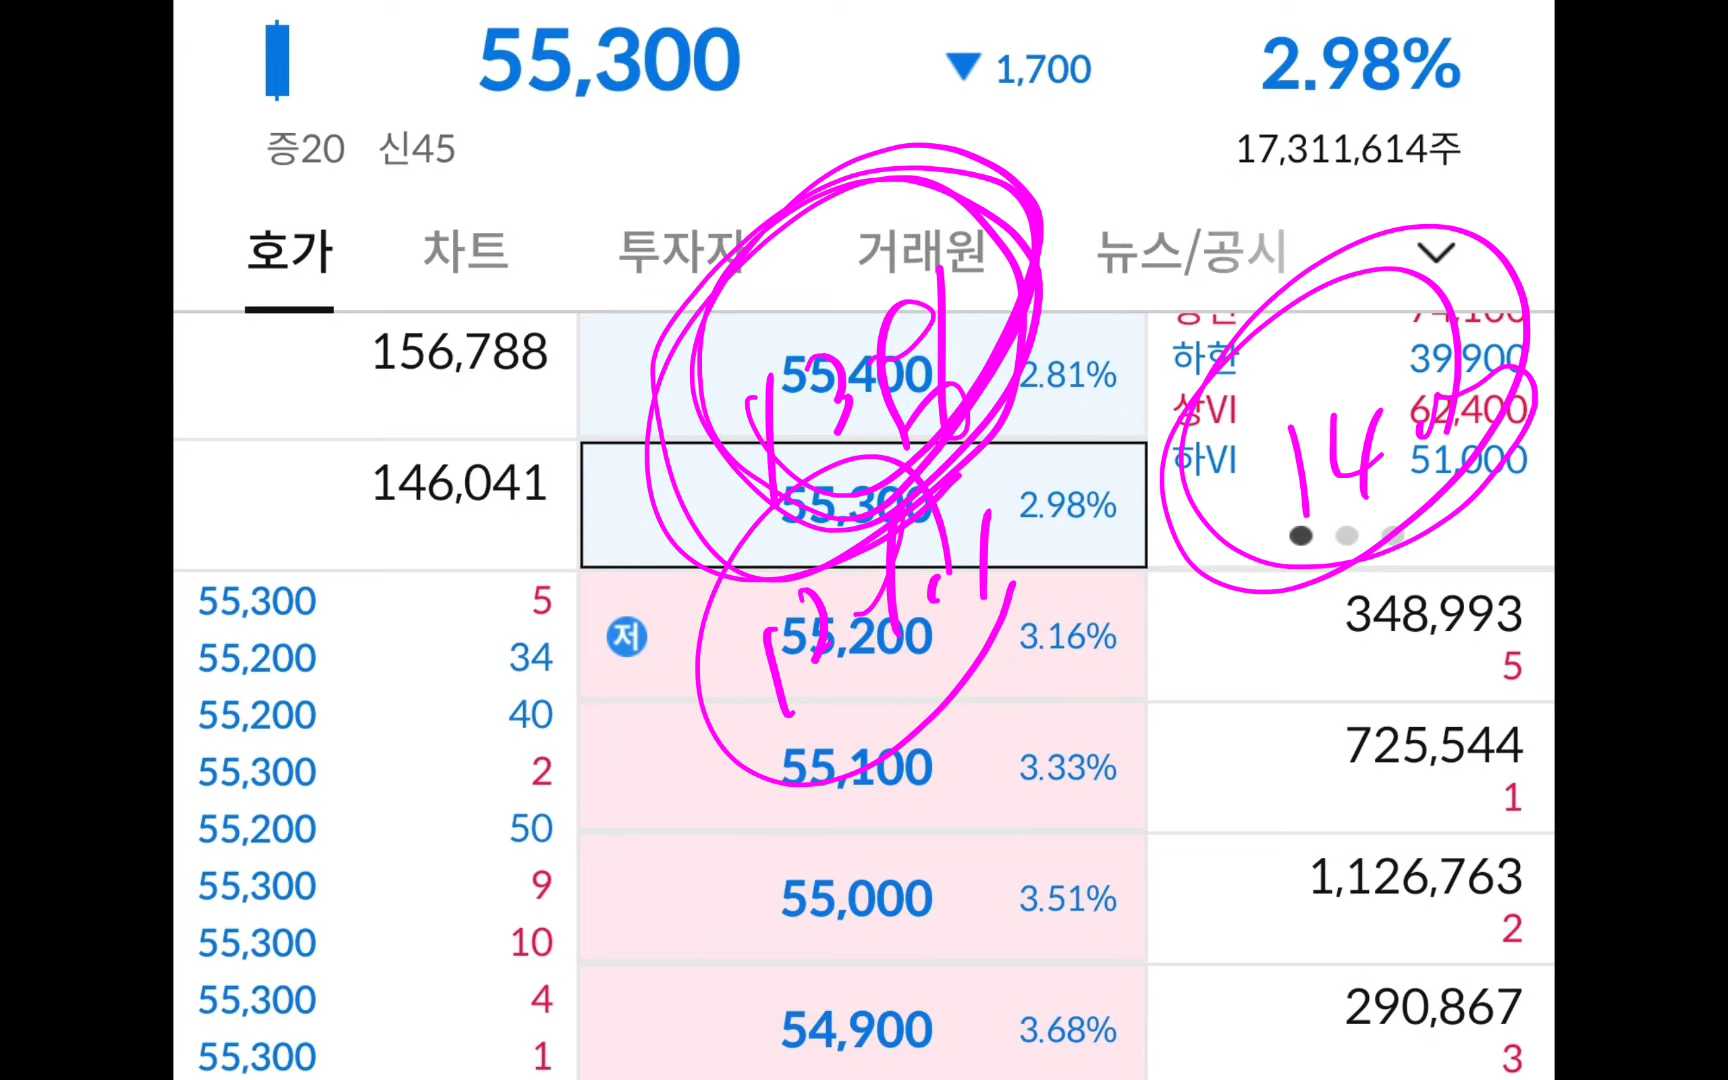 55,300 ▼ 1,700 2.98%
증20 신45 17,311,614주
호가 차트 투자자 거래원 뉴스/공시
156,788 55,400 2.81%
하한 39,900
상VI 62,400
하VI 51,000
146,041 55,300 2.98%
14
55,300 5
55,200 34
55,200 40
55,300 2
55,200 50
55,300 9
55,300 10
55,300 4
55,300 1
저 55,200 3.16% 348,993
5
55,100 3.33% 725,544
1
55,000 3.51% 1,126,763
2
54,900 3.68% 290,867
3